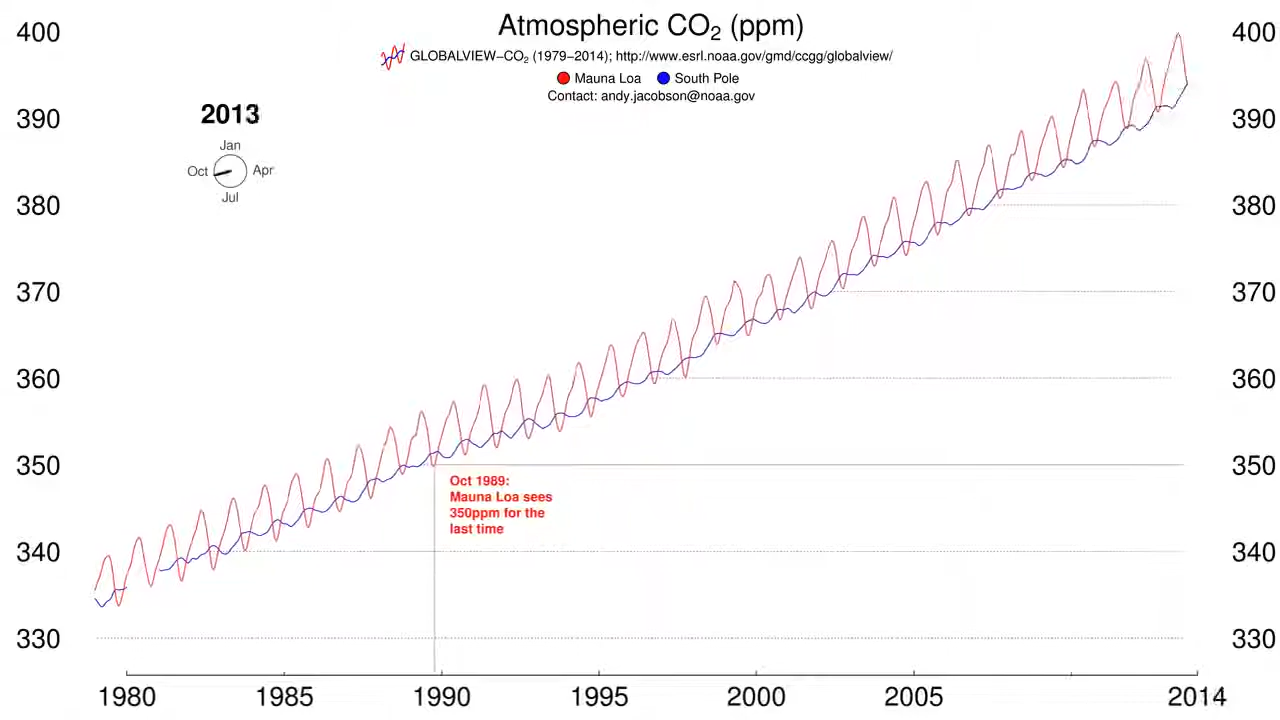 Atmospheric CO₂ (ppm)
GLOBALVIEW–CO₂ (1979–2014); http://www.esrl.noaa.gov/gmd/ccgg/globalview/
Mauna Loa South Pole
Contact: andy.jacobson@noaa.gov
2013
Jan
Oct Apr
Jul
400 400
390 390
380 380
370 370
360 360
350 350
340 340
330 330
Oct 1989:
Mauna Loa sees
350ppm for the
last time
1980 1985 1990 1995 2000 2005 2014